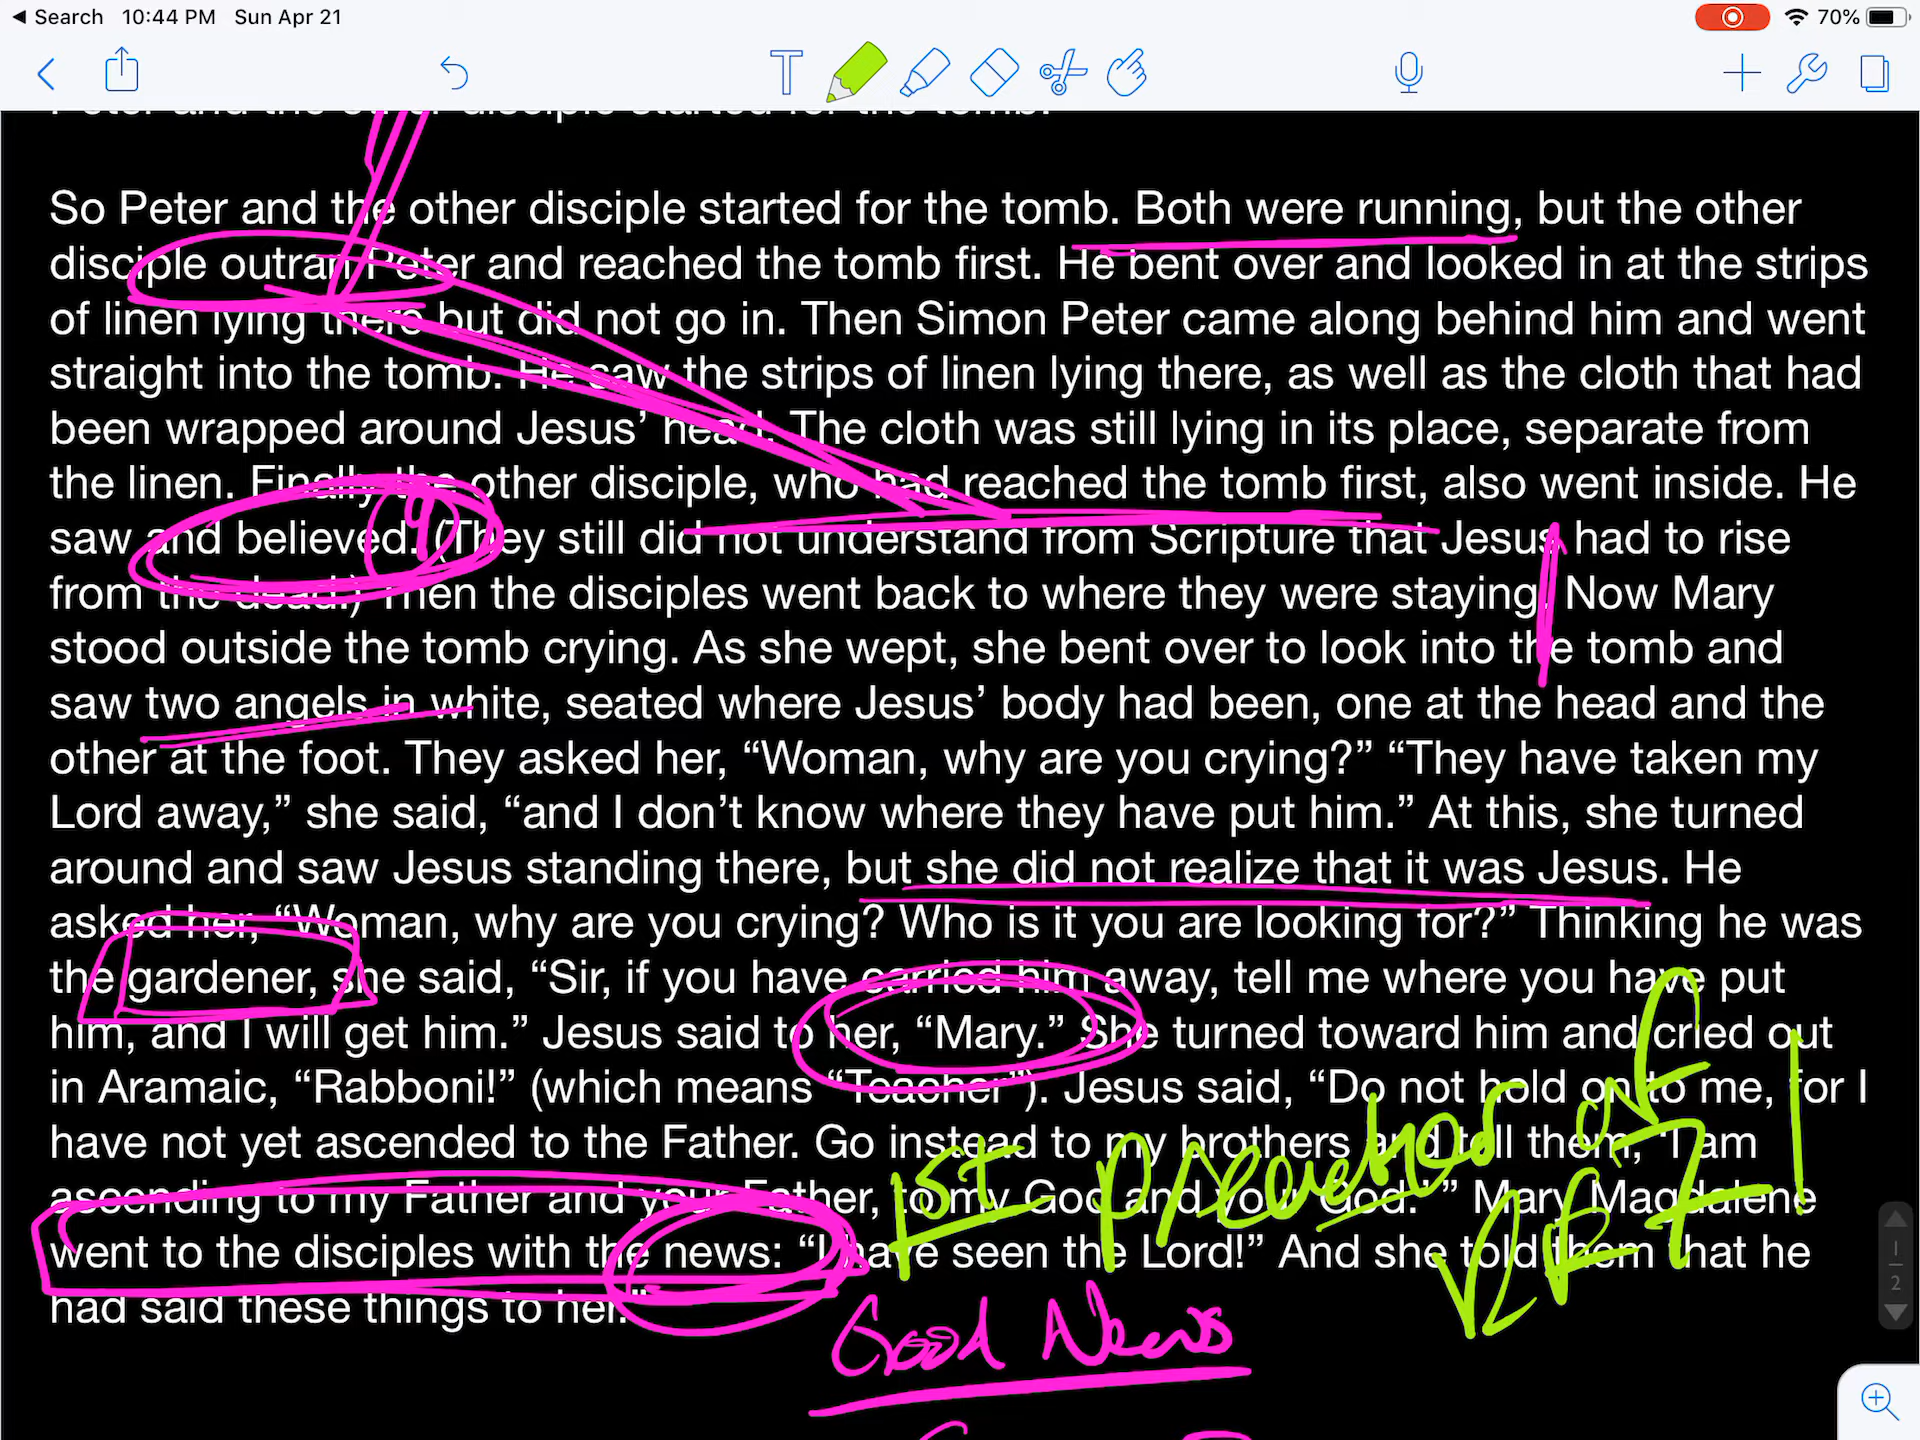 Search 10:44 PM Sun Apr 21 70%
Peter and the other disciple started for the tomb.
So Peter and the other disciple started for the tomb. Both were running, but the other
disciple outran Peter and reached the tomb first. He bent over and looked in at the strips
of linen lying there but did not go in. Then Simon Peter came along behind him and went
straight into the tomb. He saw the strips of linen lying there, as well as the cloth that had
been wrapped around Jesus’ head. The cloth was still lying in its place, separate from
the linen. Finally the other disciple, who had reached the tomb first, also went inside. He
saw and believed. (They still did not understand from Scripture that Jesus had to rise
from the dead.) Then the disciples went back to where they were staying. Now Mary
stood outside the tomb crying. As she wept, she bent over to look into the tomb and
saw two angels in white, seated where Jesus’ body had been, one at the head and the
other at the foot. They asked her, “Woman, why are you crying?” “They have taken my
Lord away,” she said, “and I don’t know where they have put him.” At this, she turned
around and saw Jesus standing there, but she did not realize that it was Jesus. He
asked her, “Woman, why are you crying? Who is it you are looking for?” Thinking he was
the gardener, she said, “Sir, if you have carried him away, tell me where you have put
him, and I will get him.” Jesus said to her, “Mary.” She turned toward him and cried out
in Aramaic, “Rabboni!” (which means “Teacher”). Jesus said, “Do not hold on to me, for I
have not yet ascended to the Father. Go instead to my brothers and tell them, ‘I am
ascending to my Father and your Father, to my God and your God.’” Mary Magdalene
went to the disciples with the news: “I have seen the Lord!” And she told them that he
had said these things to her.”
1st preacher of
Good News
1
2